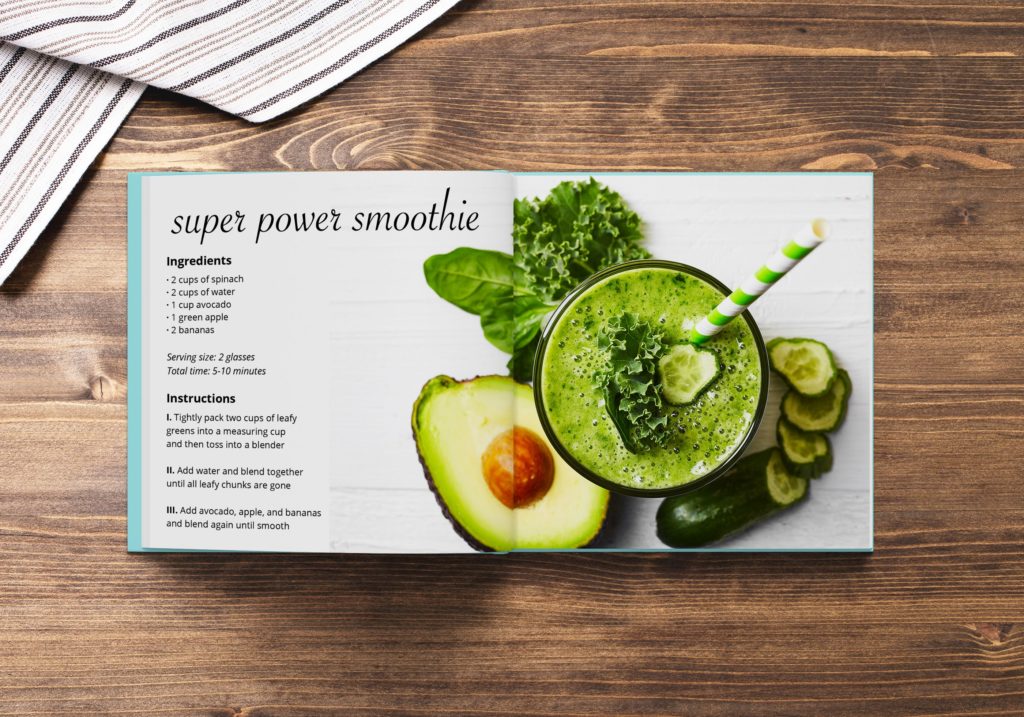 super power smoothie
Ingredients
· 2 cups of spinach
· 2 cups of water
· 1 cup avocado
· 1 green apple
· 2 bananas
Serving size: 2 glasses
Total time: 5-10 minutes
Instructions
I. Tightly pack two cups of leafy
greens into a measuring cup
and then toss into a blender
II. Add water and blend together
until all leafy chunks are gone
III. Add avocado, apple, and bananas
and blend again until smooth